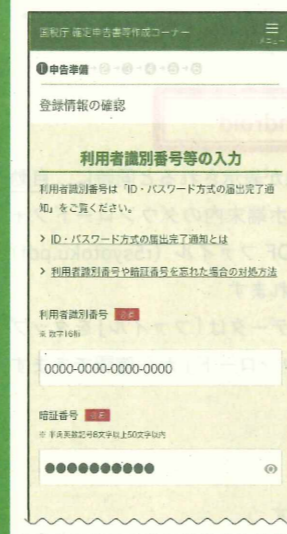 国税庁 確定申告書等作成コーナー
メニュー
❶申告準備-②-③-④-⑤-⑥
登録情報の確認
利用者識別番号等の入力
利用者識別番号は「ID・パスワード方式の届出完了通
知」をご覧ください。
> ID・パスワード方式の届出完了通知とは
> 利用者識別番号や暗証番号を忘れた場合の対処方法
利用者識別番号 必須
※ 数字16桁
0000-0000-0000-0000
暗証番号 必須
※ 半角英数記号8文字以上50文字以内
●●●●●●●●●●